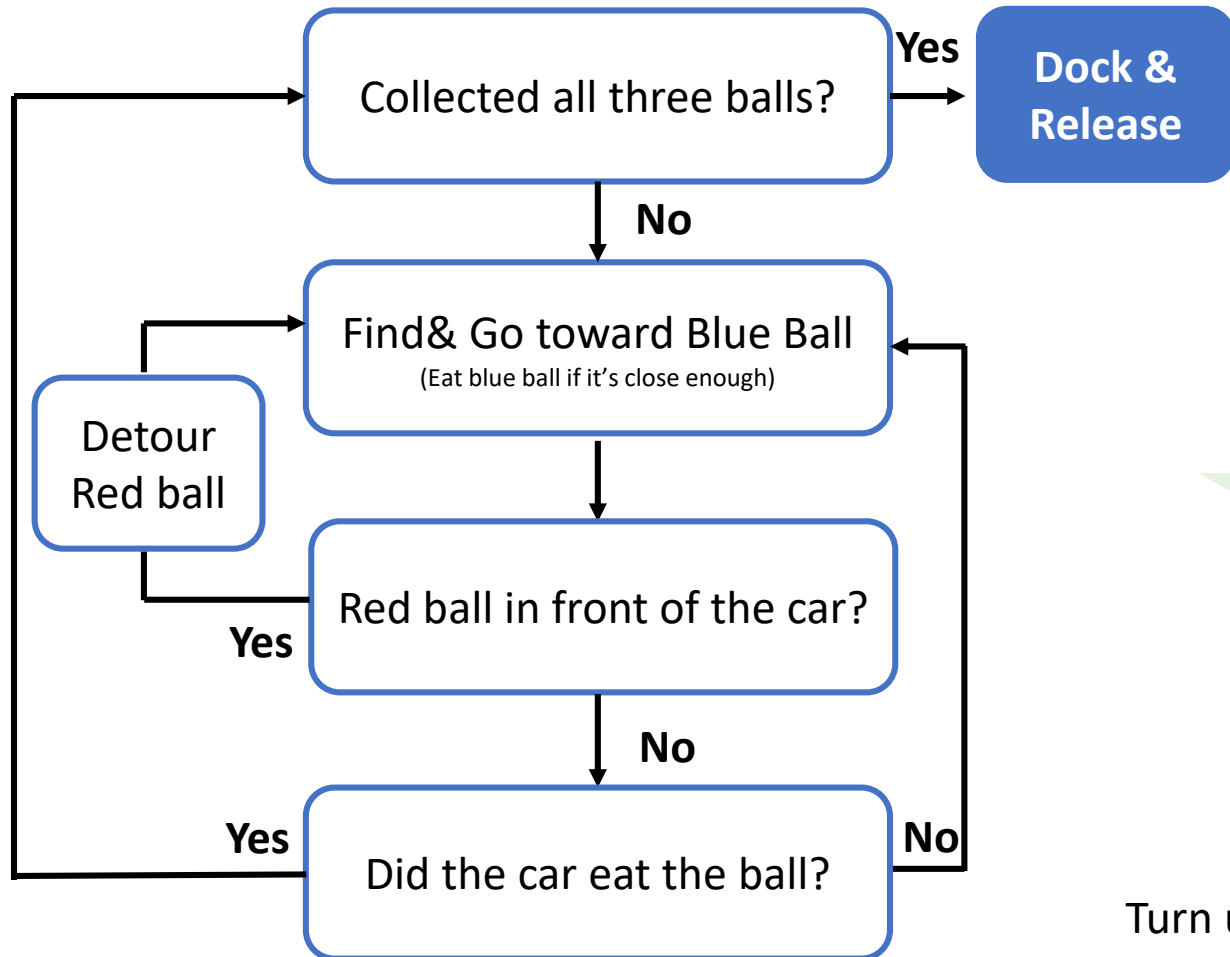 Collected all three balls?
Yes
Dock &
Release
No
Find& Go toward Blue Ball
(Eat blue ball if it's close enough)
Detour
Red ball
Red ball in front of the car?
Yes
No
Yes
Did the car eat the ball?
No
Turn